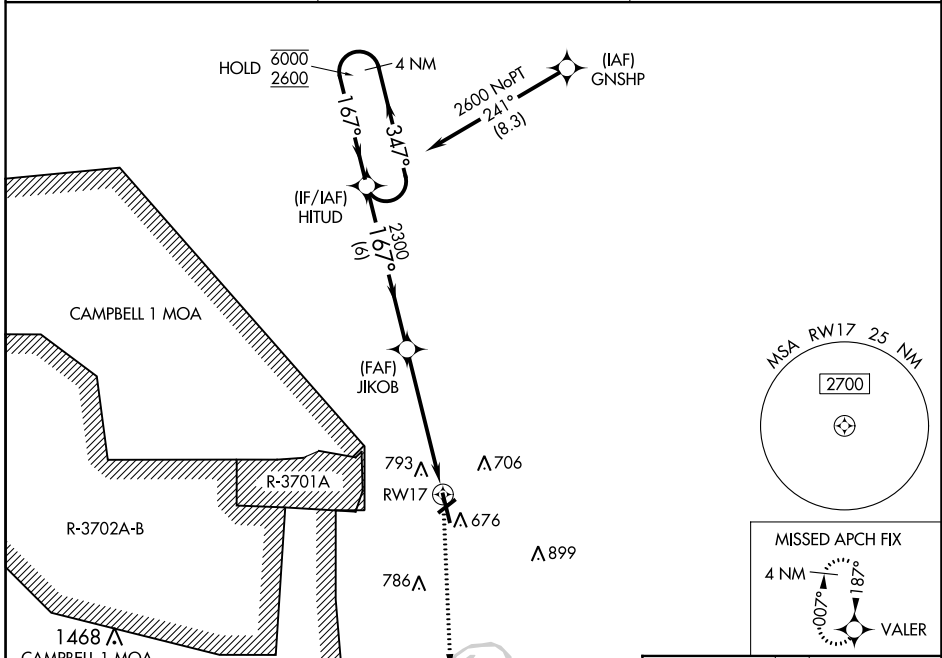 HOLD 6000
2600
4 NM
(IAF)
GNSHP
2600 NoPT
241°
(8.3)
167°
347°
(IF/IAF)
HITUD
2300
167°
(6)
CAMPBELL 1 MOA
(FAF)
JIKOB
MSA RW17 25 NM
2700
793
706
R-3701A
RW17
676
R-3702A-B
899
786
MISSED APCH FIX
4 NM
187°
007°
VALER
1468
CAMPBELL 1 MOA